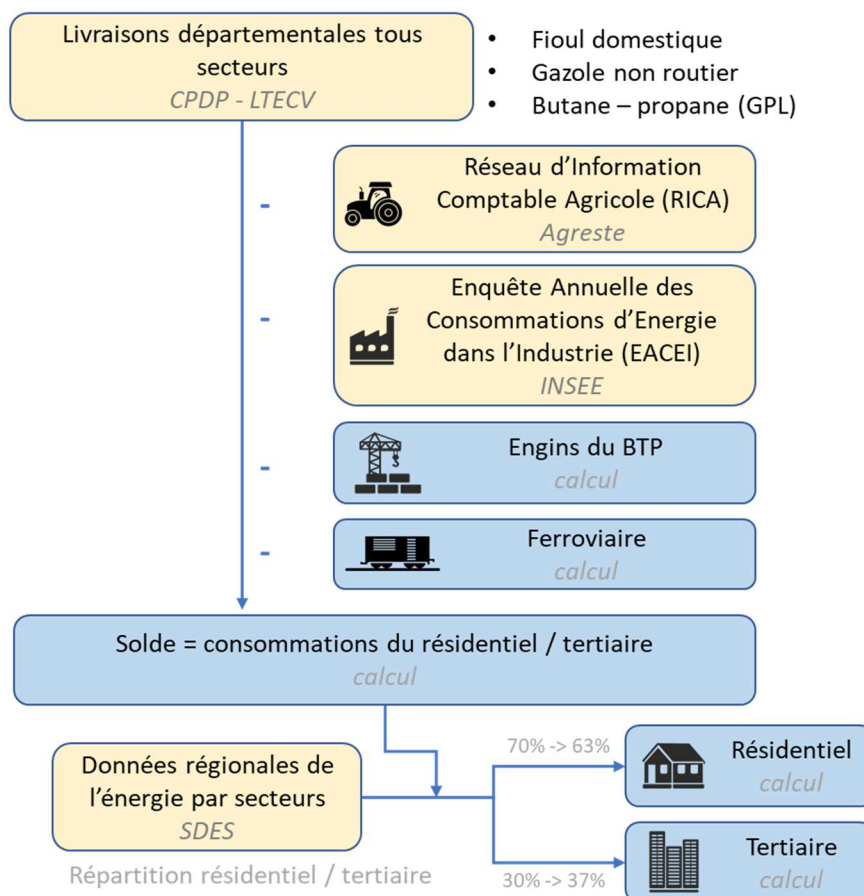 Livraisons départementales tous
secteurs
CPDP - LTECV
• Fioul domestique
• Gazole non routier
• Butane – propane (GPL)
-
Réseau d’Information
Comptable Agricole (RICA)
Agreste
-
Enquête Annuelle des
Consommations d’Energie
dans l’Industrie (EACEI)
INSEE
-
Engins du BTP
calcul
-
Ferroviaire
calcul
Solde = consommations du résidentiel / tertiaire
calcul
Données régionales de
l’énergie par secteurs
SDES
Répartition résidentiel / tertiaire
70% -> 63%
Résidentiel
calcul
30% -> 37%
Tertiaire
calcul